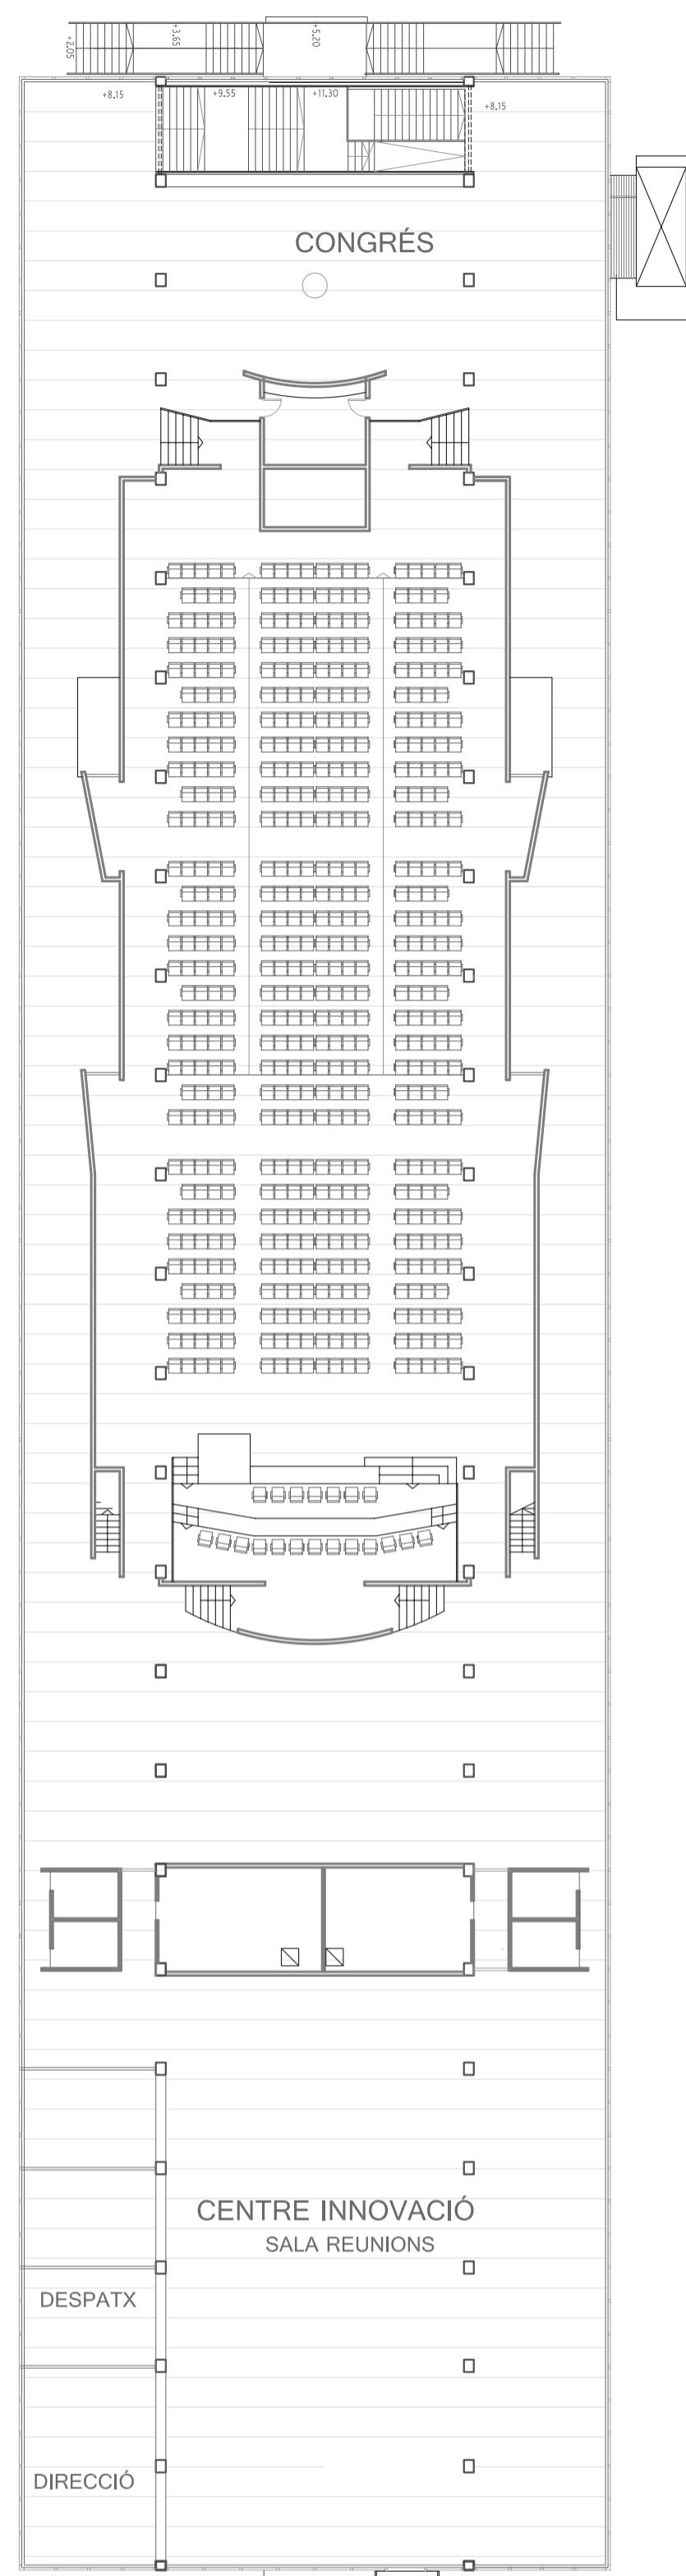 +2.05
+3.65
+5.20
+8.15
+9.55
+11.30
+8.15
CONGRÉS
CENTRE INNOVACIÓ
SALA REUNIONS
DESPATX
DIRECCIÓ